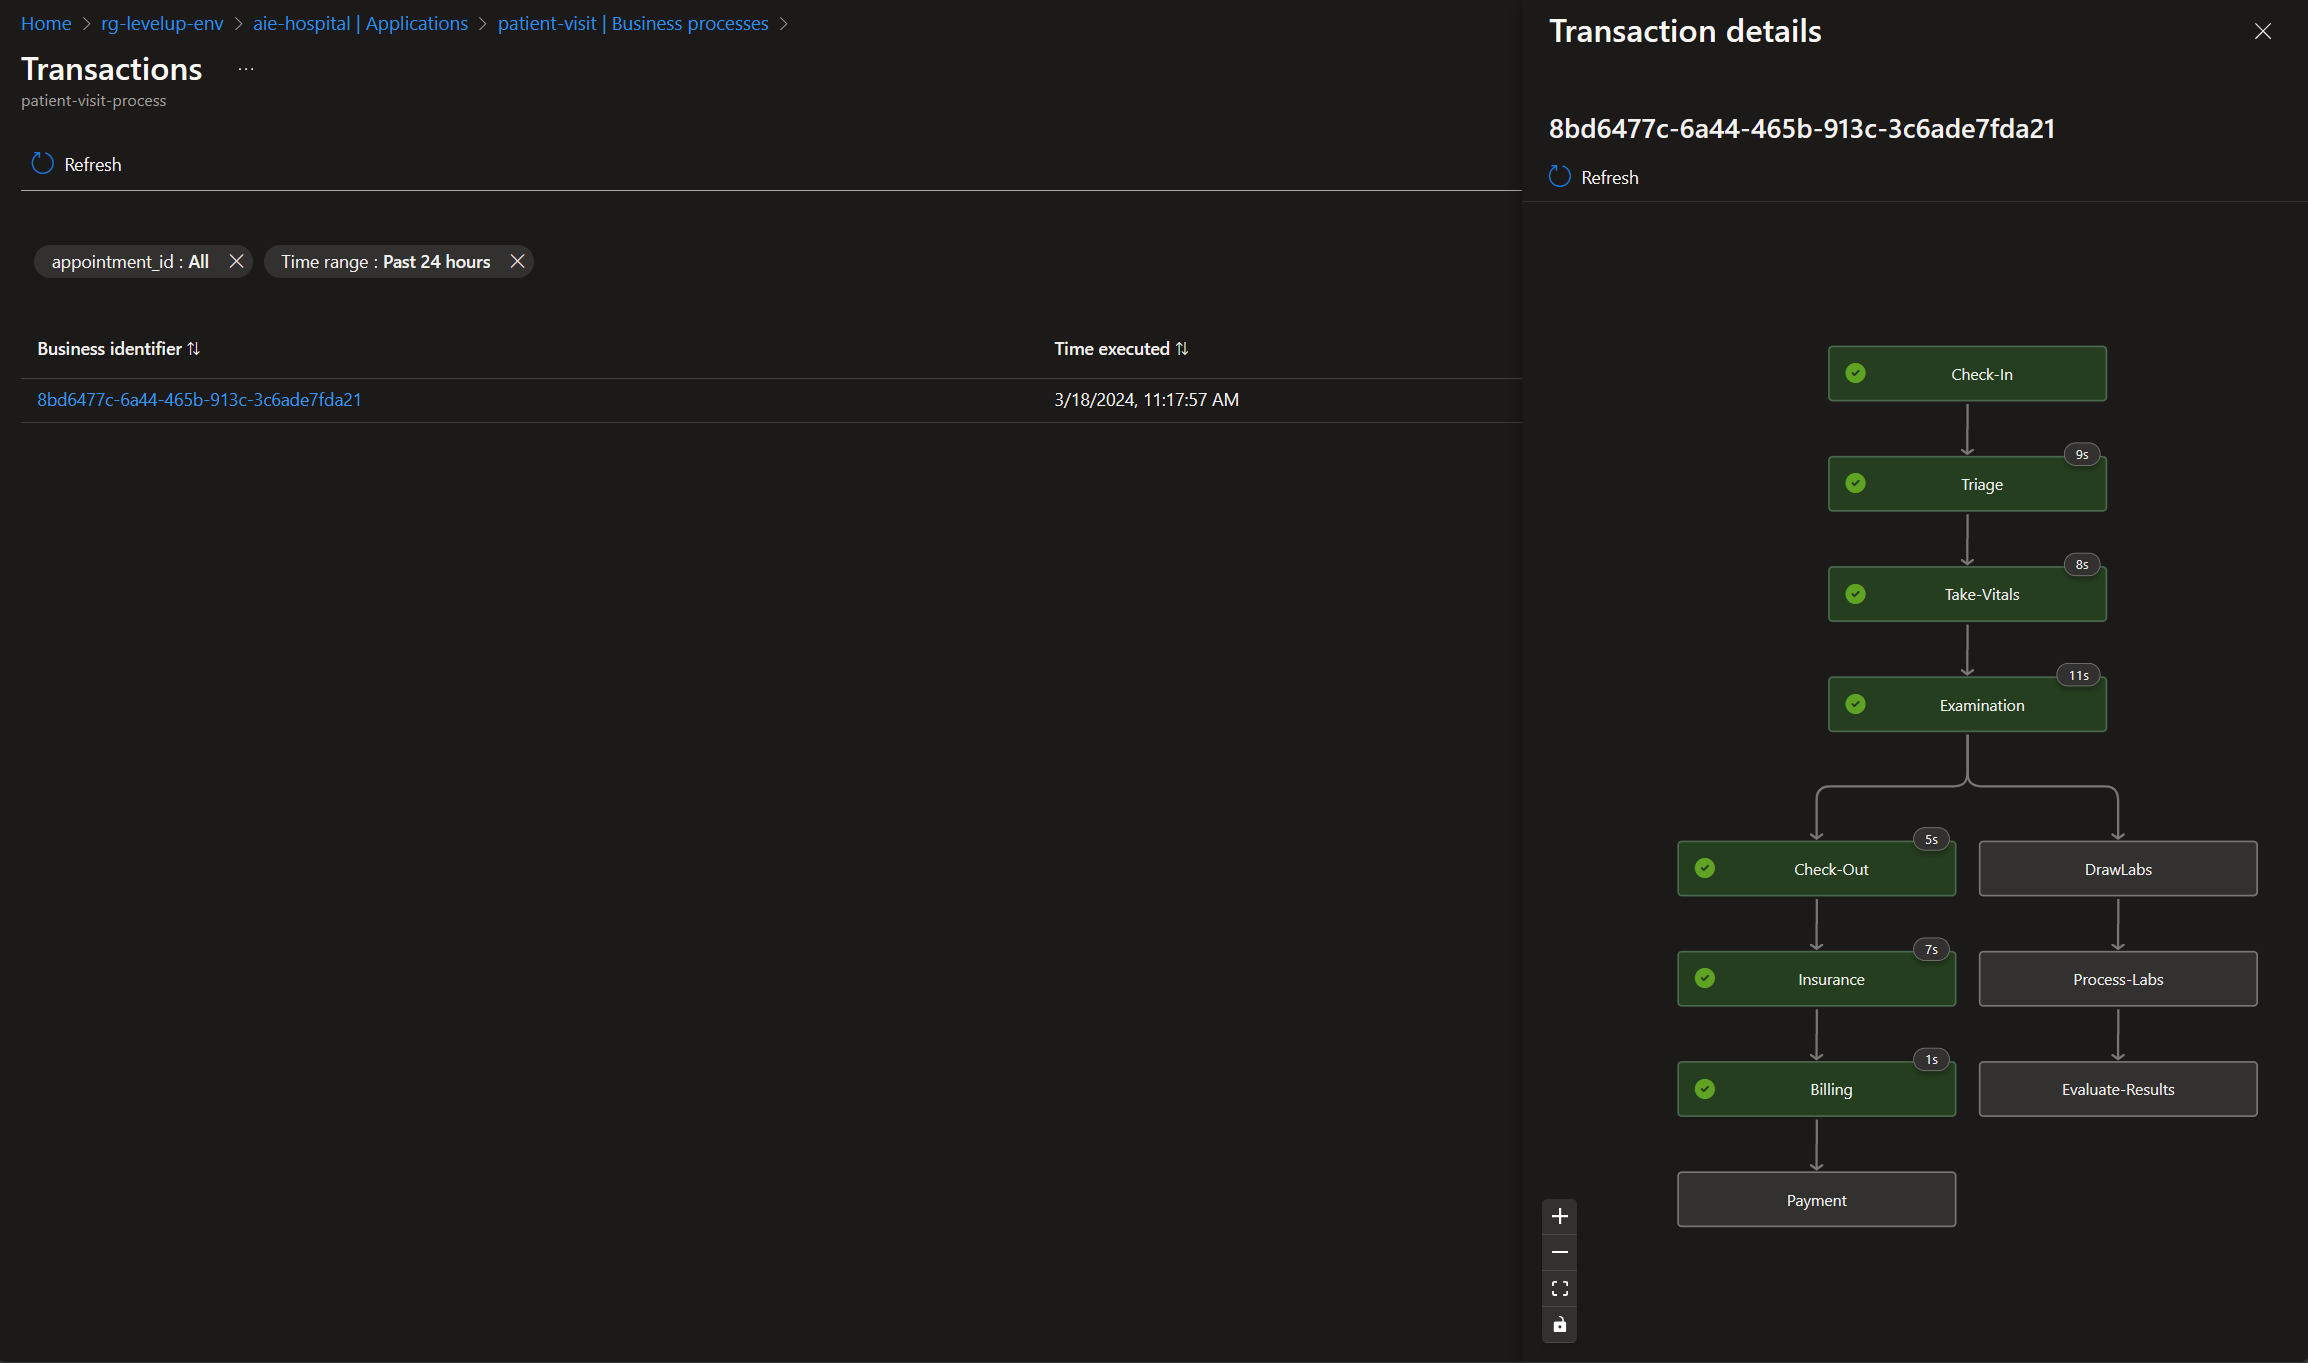 Home > rg-levelup-env > aie-hospital | Applications > patient-visit | Business processes >
Transactions ...
patient-visit-process
Refresh
appointment_id : All
Time range : Past 24 hours
Business identifier
Time executed
8bd6477c-6a44-465b-913c-3c6ade7fda21
3/18/2024, 11:17:57 AM
Transaction details
8bd6477c-6a44-465b-913c-3c6ade7fda21
Refresh
Check-In
9s
Triage
8s
Take-Vitals
11s
Examination
5s
Check-Out
DrawLabs
7s
Insurance
Process-Labs
1s
Billing
Evaluate-Results
Payment